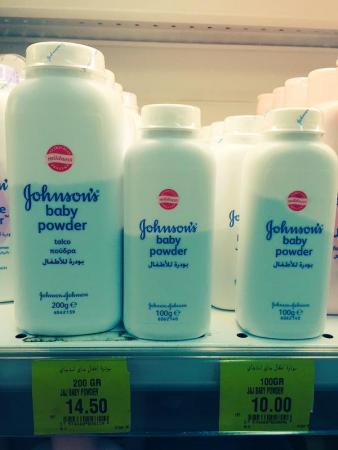 mildness
Johnson's
baby
powder
talco
πούδρα
بودرة للأطفال
Johnson & Johnson
200g
Johnson's
baby
powder
بودرة للأطفال
Johnson & Johnson
100g
Johnson's
baby
powder
بودرة للأطفال
Johnson & Johnson
100g
200 GR
J&J BABY POWDER
14.50
100GR
J&J BABY POWDER
10.00